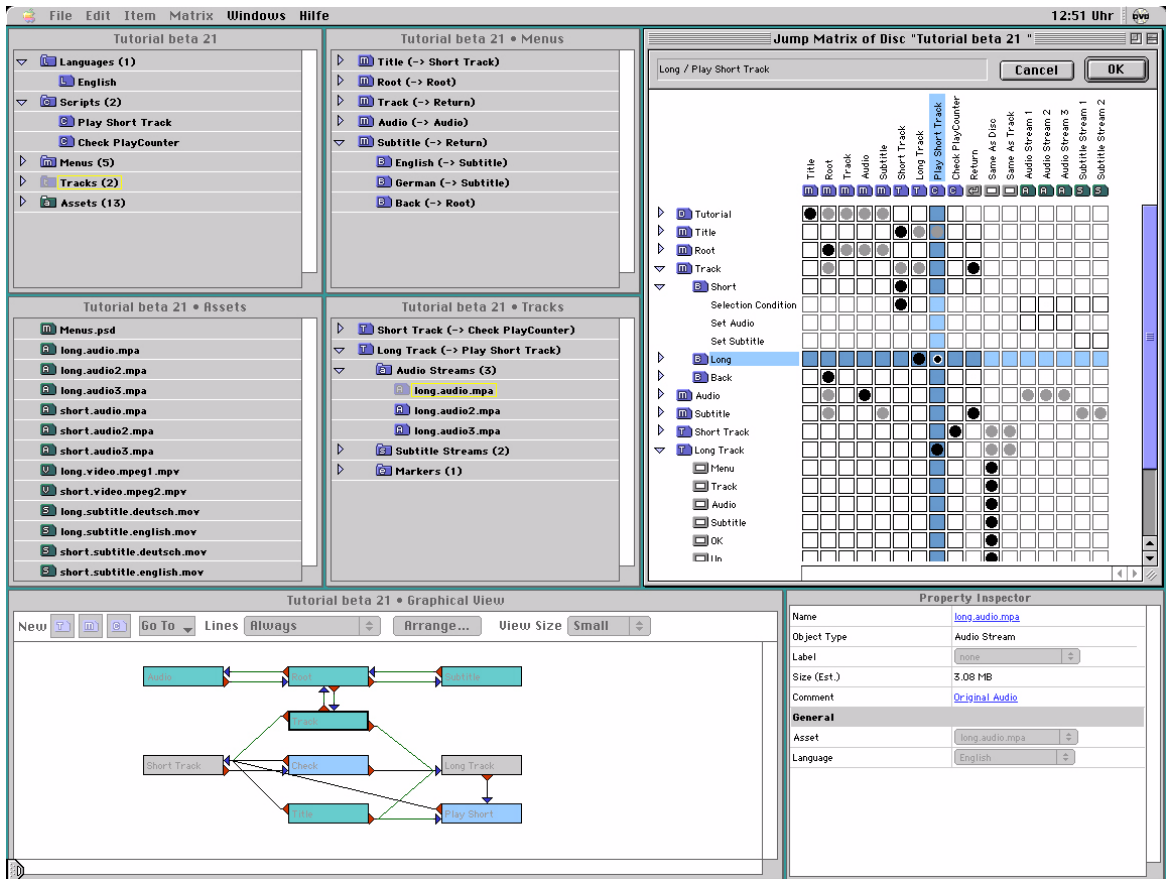 File Edit Item Matrix Windows Hilfe 12:51 Uhr DVD
Tutorial beta 21
Languages (1)
English
Scripts (2)
Play Short Track
Check PlayCounter
Menus (5)
Tracks (2)
Assets (13)
Tutorial beta 21 • Menus
Title (-> Short Track)
Root (-> Root)
Track (-> Return)
Audio (-> Audio)
Subtitle (-> Return)
English (-> Subtitle)
German (-> Subtitle)
Back (-> Root)
Jump Matrix of Disc "Tutorial beta 21 "
Long / Play Short Track
Cancel
OK
Title
Root
Track
Audio
Subtitle
Short Track
Long Track
Play Short Track
Check PlayCounter
Return
Same As Disc
Same As Track
Audio Stream 1
Audio Stream 2
Audio Stream 3
Subtitle Stream 1
Subtitle Stream 2
Tutorial
Title
Root
Track
Short
Selection Condition
Set Audio
Set Subtitle
Long
Back
Audio
Subtitle
Short Track
Long Track
Menu
Track
Audio
Subtitle
OK
Up
Tutorial beta 21 • Assets
Menus.psd
long.audio.mpa
long.audio2.mpa
long.audio3.mpa
short.audio.mpa
short.audio2.mpa
short.audio3.mpa
long.video.mpeg1.mpv
short.video.mpeg2.mpv
long.subtitle.deutsch.mov
long.subtitle.english.mov
short.subtitle.deutsch.mov
short.subtitle.english.mov
Tutorial beta 21 • Tracks
Short Track (-> Check PlayCounter)
Long Track (-> Play Short Track)
Audio Streams (3)
long.audio.mpa
long.audio2.mpa
long.audio3.mpa
Subtitle Streams (2)
Markers (1)
Tutorial beta 21 • Graphical View
New T m C Go To Lines Always Arrange... View Size Small
Audio Root Subtitle
Track
Short Track Check Long Track
Title Play Short
Property Inspector
Name long.audio.mpa
Object Type Audio Stream
Label none
Size (Est.) 3.08 MB
Comment Original Audio
General
Asset long.audio.mpa
Language English